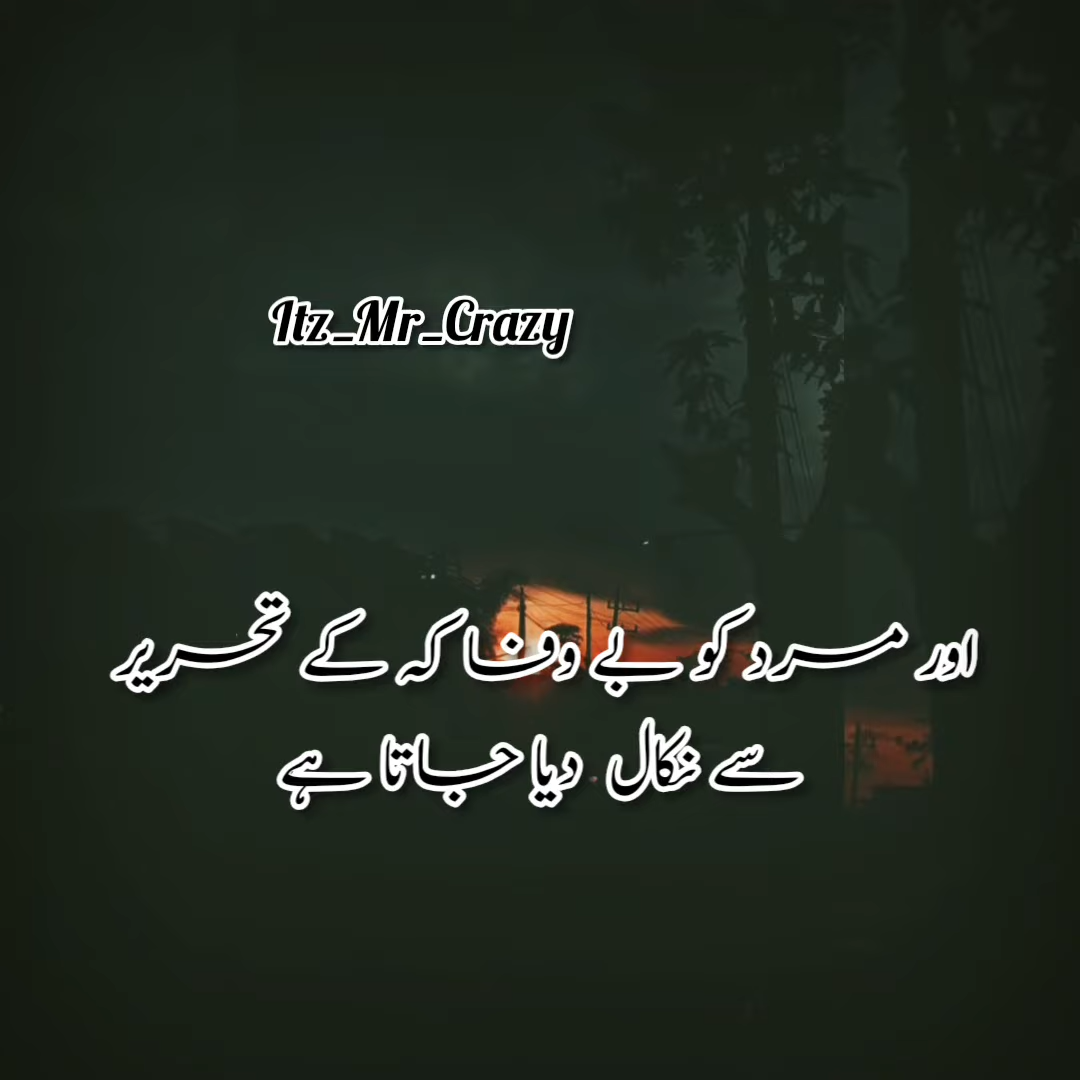 Itz_Mr_Crazy
اور مرد کو بے وفا کہ کے تحریر
سے نکال دیا جاتا ہے